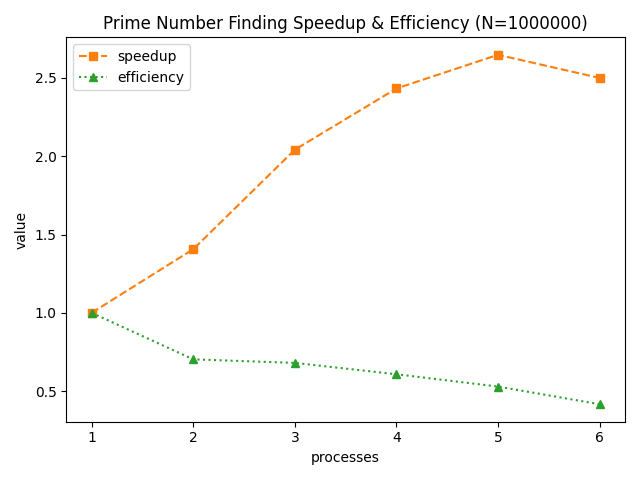 Prime Number Finding Speedup & Efficiency (N=1000000)
speedup
efficiency
2.5
2.0
1.5
1.0
0.5
value
1 2 3 4 5 6
processes